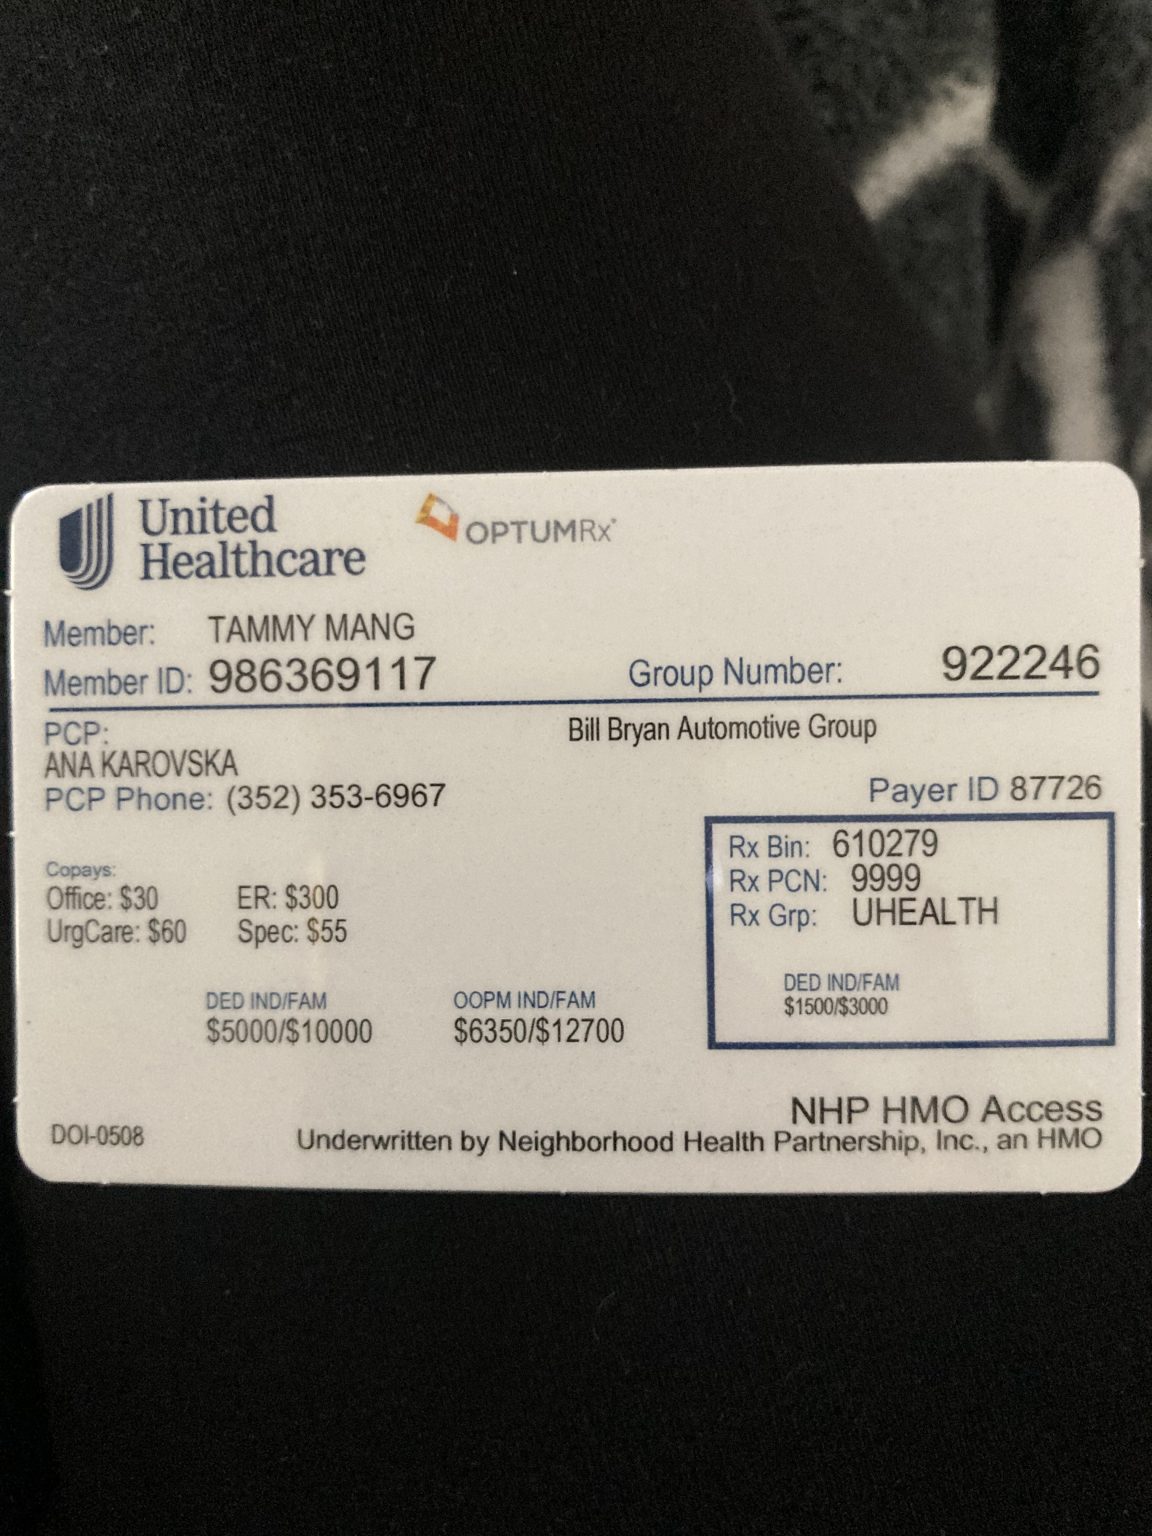 United
Healthcare
OPTUMRx
Member: TAMMY MANG
Member ID: 986369117 Group Number: 922246
PCP: Bill Bryan Automotive Group
ANA KAROVSKA
PCP Phone: (352) 353-6967
Payer ID 87726
Rx Bin: 610279
Rx PCN: 9999
Rx Grp: UHEALTH
Copays:
Office: $30 ER: $300
UrgCare: $60 Spec: $55
DED IND/FAM
$1500/$3000
DED IND/FAM OOPM IND/FAM
$5000/$10000 $6350/$12700
NHP HMO Access
DOI-0508 Underwritten by Neighborhood Health Partnership, Inc., an HMO